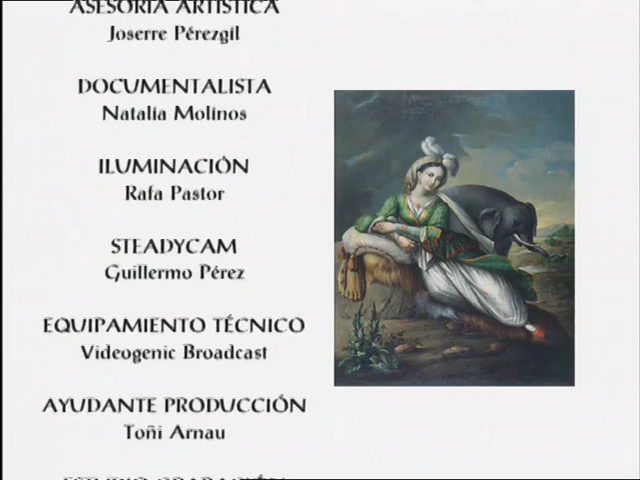 ASESORÍA ARTÍSTICA
Joserre Pérezgíl
DOCUMENTALISTA
Natalia Molinos
ILUMINACIÓN
Rafa Pastor
STEADYCAM
Guillermo Pérez
EQUIPAMIENTO TÉCNICO
Videogenic Broadcast
AYUDANTE PRODUCCIÓN
Toñi Arnau